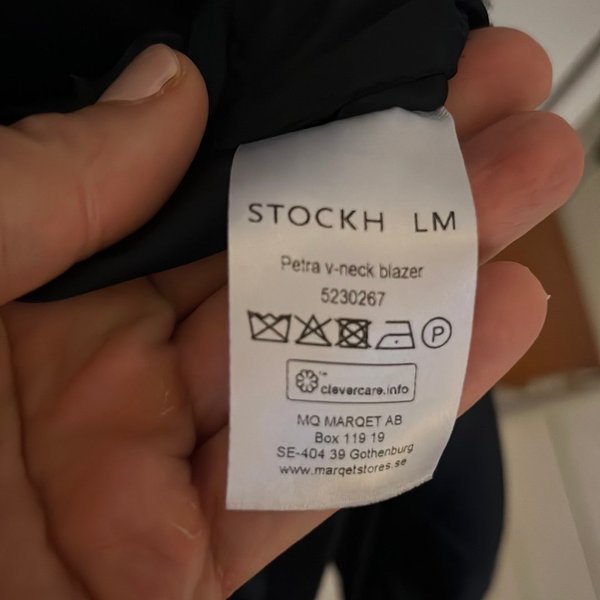 STOCKH LM
Petra v-neck blazer
5230267
P
™
clevercare.info
MQ MARQET AB
Box 119 19
SE-404 39 Gothenburg
www.marqetstores.se